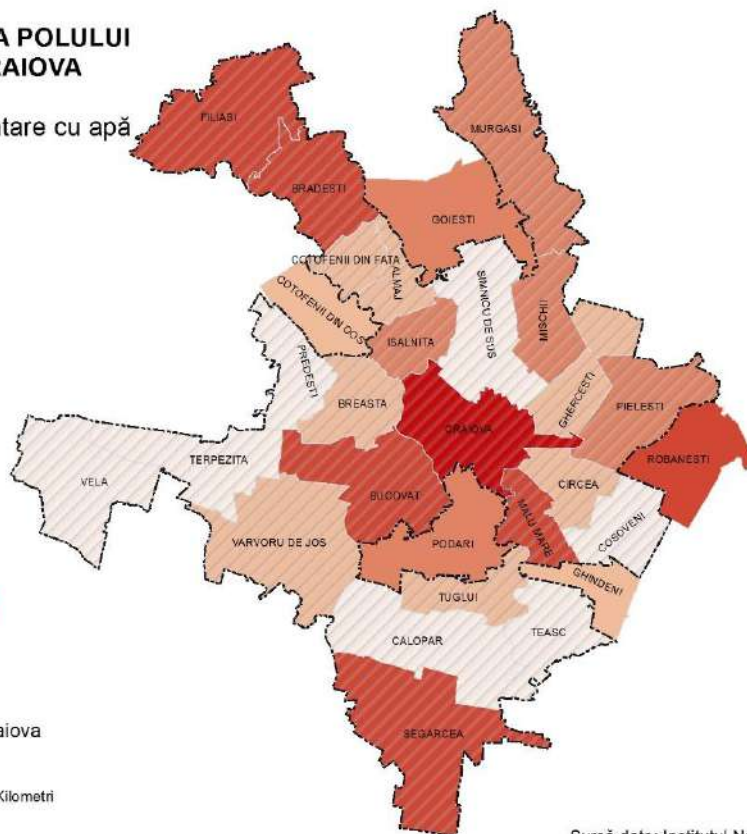 A POLULUI
RAIOVA
ntare cu apă
FILIASI
MURGASI
BRADESTI
GOIESTI
COTOFENII DIN FATA
ALMAJ
SIMNICU DE SUS
COTOFENII DIN DOS
ISALNITA
MISCHII
PREDESTI
BREASTA
GHERCESTI
PIELESTI
CRAIOVA
ROBANESTI
TERPEZITA
VELA
BUCOVAT
CIRCEA
MALU MARE
COSOVENI
VARVORU DE JOS
PODARI
GHINDENI
TUGLUI
CALOPAR
TEASC
SEGARCEA
aiova
Kilometri